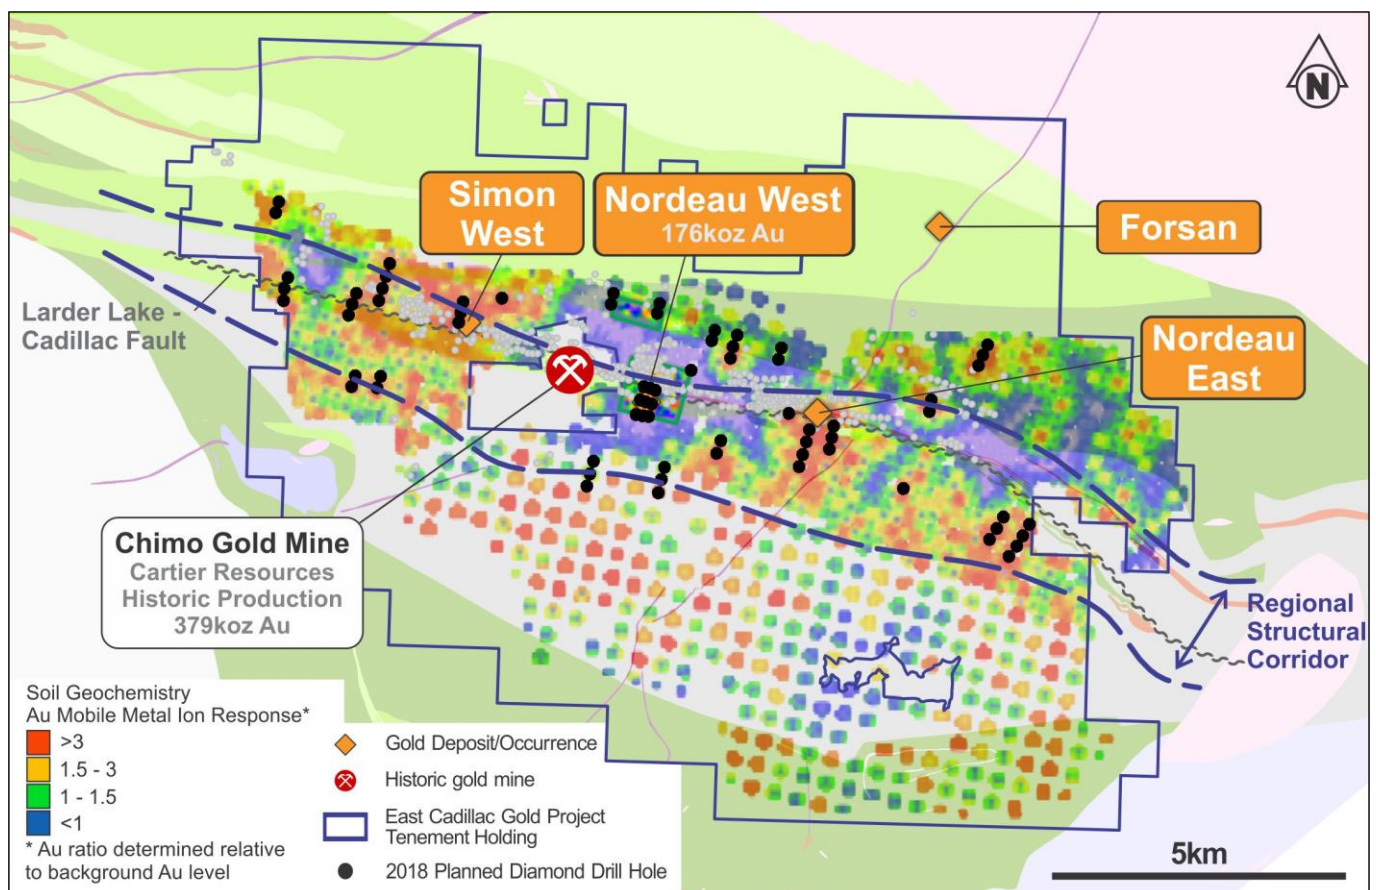 N
Simon
West
Nordeau West
176koz Au
Forsan
Larder Lake -
Cadillac Fault
Nordeau
East
Chimo Gold Mine
Cartier Resources
Historic Production
379koz Au
Regional
Structural
Corridor
Soil Geochemistry
Au Mobile Metal Ion Response*
>3
1.5 - 3
1 - 1.5
<1
* Au ratio determined relative
to background Au level
Gold Deposit/Occurrence
Historic gold mine
East Cadillac Gold Project
Tenement Holding
2018 Planned Diamond Drill Hole
5km